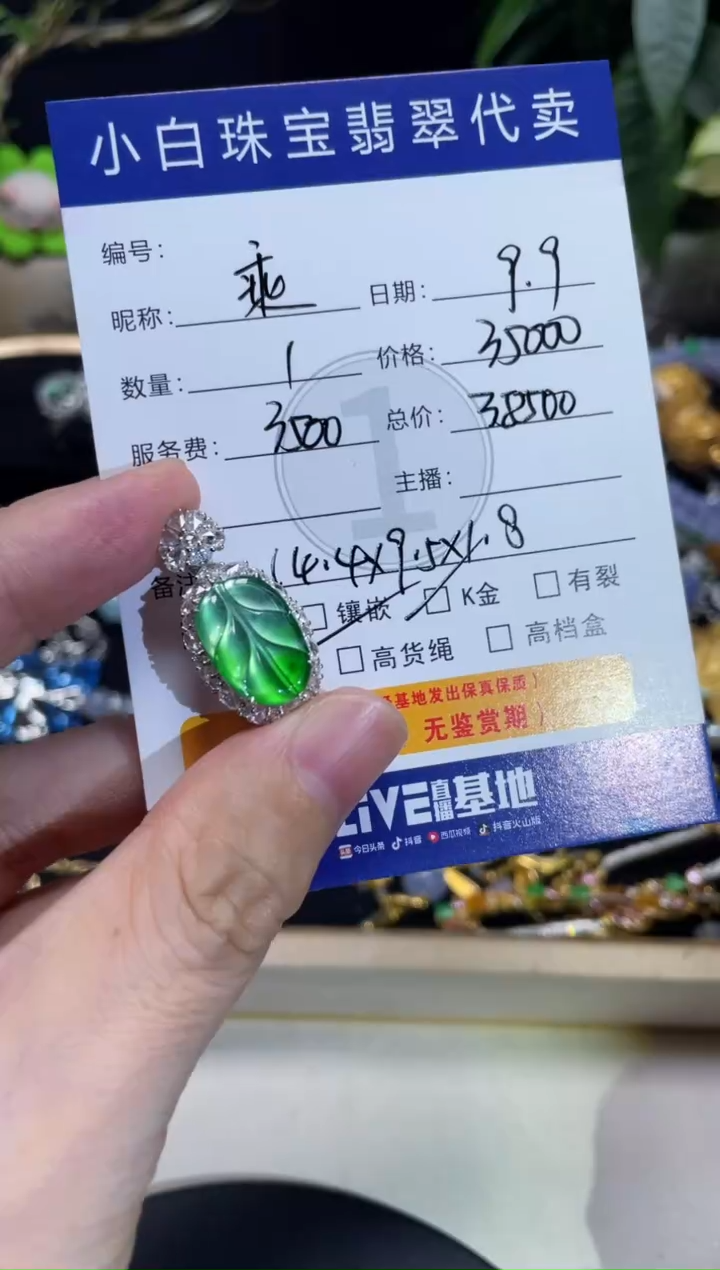 小白珠宝翡翠代卖
编号:
昵称: 乘 日期: 9.9
数量: 1 价格: 35000
服务费: 3500 总价: 38500
主播:
备注 14.4x9.5x1.8
镶嵌 K金 有裂
高货绳 高档盒
基地发出保真保质)
无鉴赏期)
LIVE直播基地
头条 今日头条 抖音 西瓜视频 抖音火山版
1